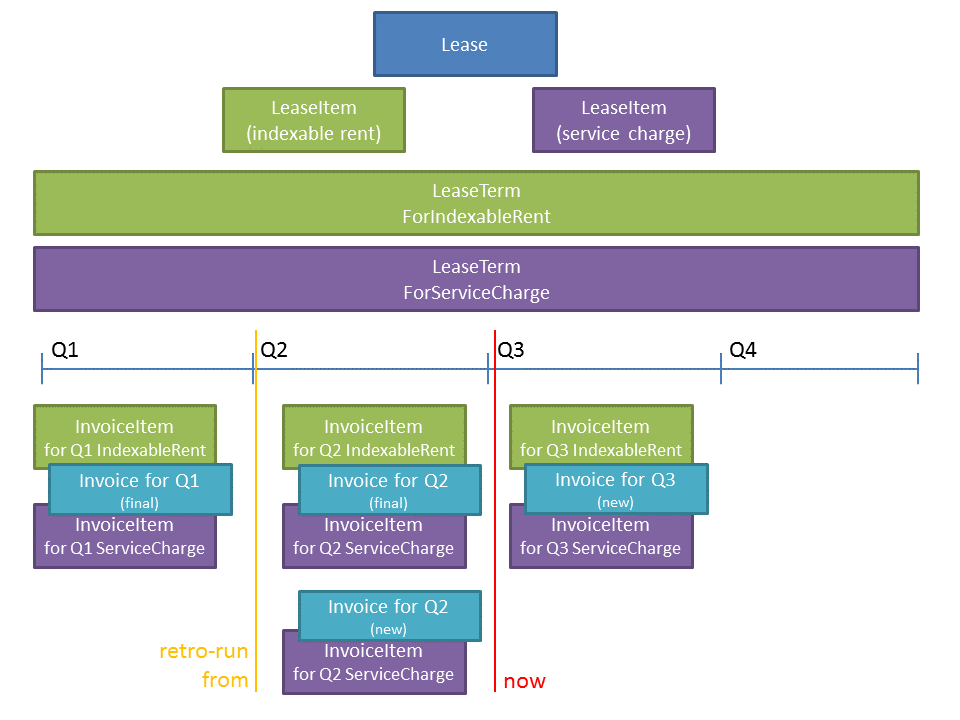 Lease
LeaseItem
(indexable rent)
LeaseItem
(service charge)
LeaseTerm
ForIndexableRent
LeaseTerm
ForServiceCharge
Q1
Q2
Q3
Q4
InvoiceItem
for Q1 IndexableRent
Invoice for Q1
(final)
InvoiceItem
for Q1 ServiceCharge
InvoiceItem
for Q2 IndexableRent
Invoice for Q2
(final)
InvoiceItem
for Q2 ServiceCharge
InvoiceItem
for Q3 IndexableRent
Invoice for Q3
(new)
InvoiceItem
for Q3 ServiceCharge
Invoice for Q2
(new)
InvoiceItem
for Q2 ServiceCharge
retro-run
from
now